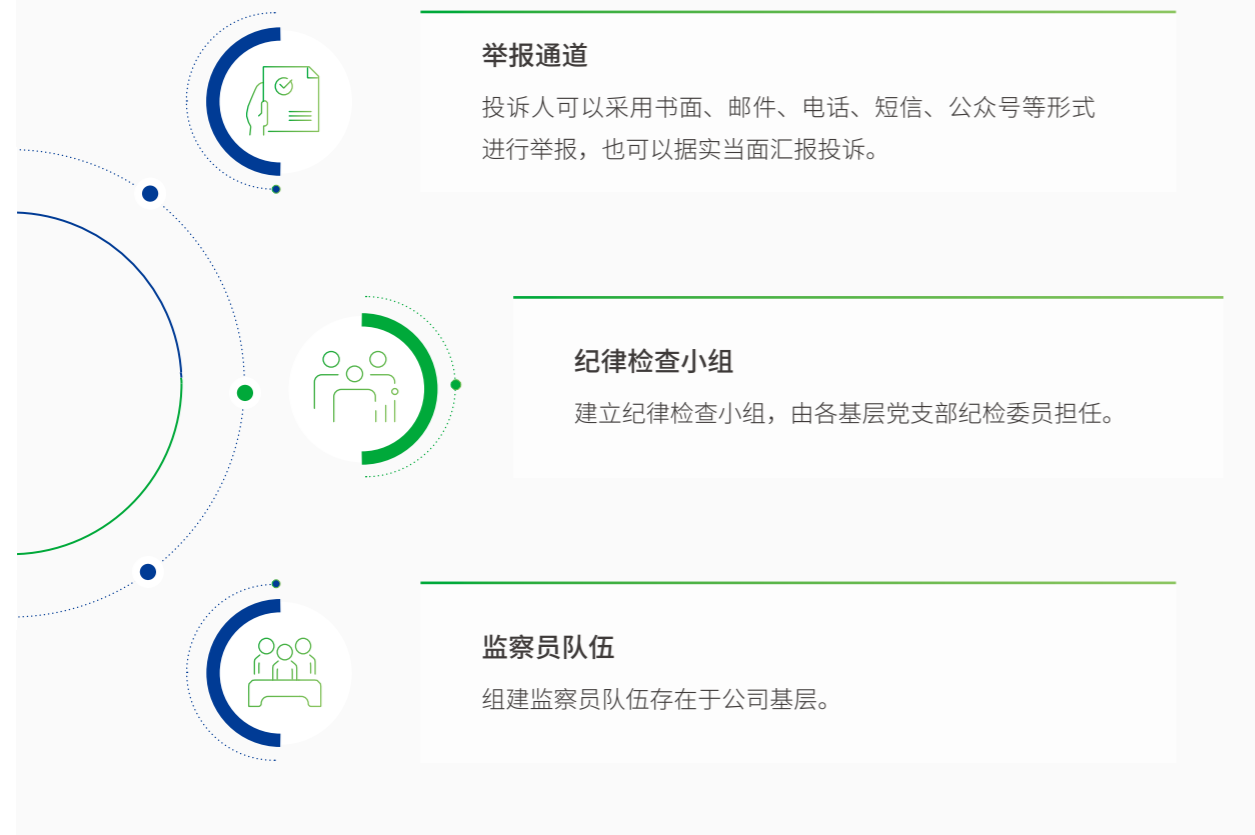 举报通道
投诉人可以采用书面、邮件、电话、短信、公众号等形式
进行举报，也可以据实当面汇报投诉。
纪律检查小组
建立纪律检查小组，由各基层党支部纪检委员担任。
监察员队伍
组建监察员队伍存在于公司基层。